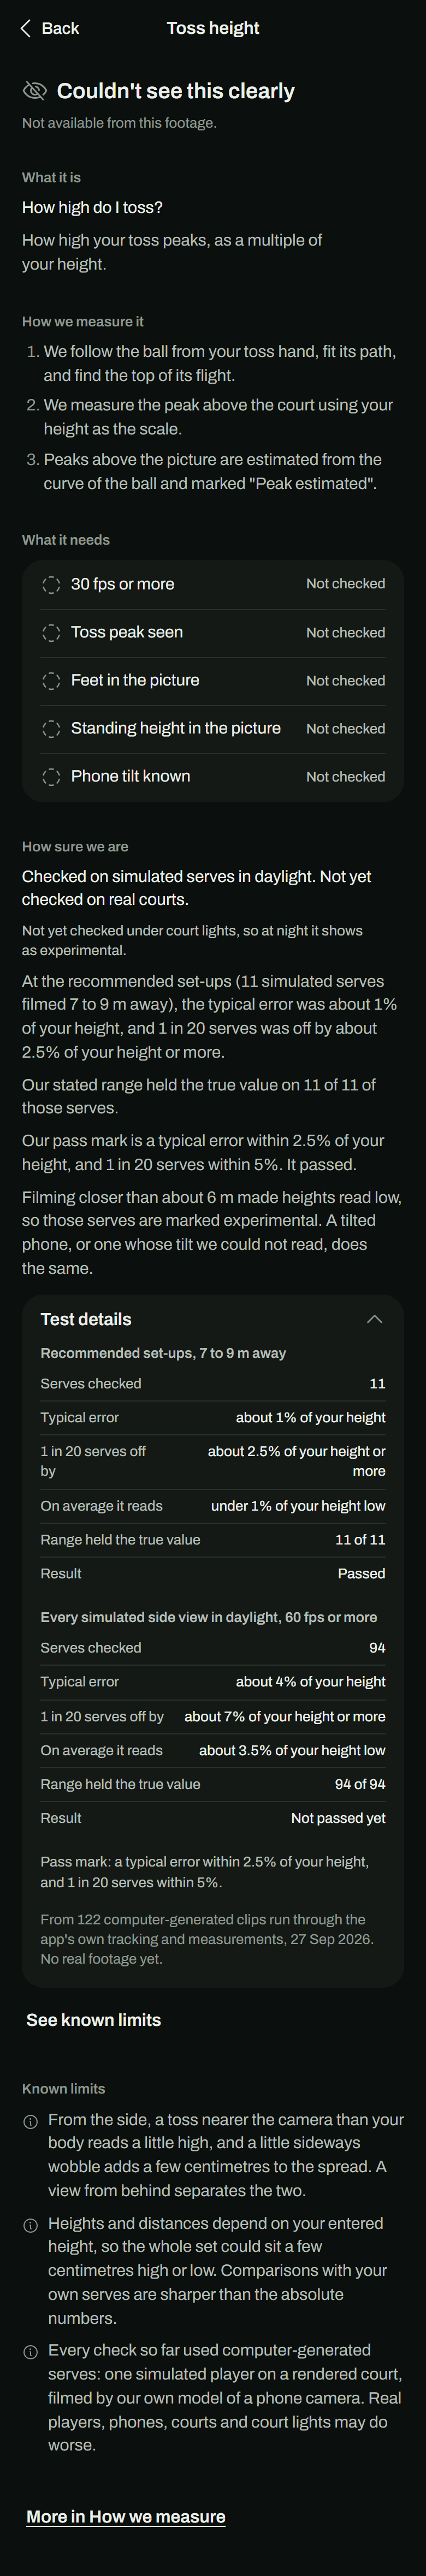 Back
Toss height
Couldn't see this clearly
Not available from this footage.
What it is
How high do I toss?
How high your toss peaks, as a multiple of
your height.
How we measure it
1. We follow the ball from your toss hand, fit its path,
and find the top of its flight.
2. We measure the peak above the court using your
height as the scale.
3. Peaks above the picture are estimated from the
curve of the ball and marked "Peak estimated".
What it needs
30 fps or more Not checked
Toss peak seen Not checked
Feet in the picture Not checked
Standing height in the picture Not checked
Phone tilt known Not checked
How sure we are
Checked on simulated serves in daylight. Not yet
checked on real courts.
Not yet checked under court lights, so at night it shows
as experimental.
At the recommended set-ups (11 simulated serves
filmed 7 to 9 m away), the typical error was about 1%
of your height, and 1 in 20 serves was off by about
2.5% of your height or more.
Our stated range held the true value on 11 of 11 of
those serves.
Our pass mark is a typical error within 2.5% of your
height, and 1 in 20 serves within 5%. It passed.
Filming closer than about 6 m made heights read low,
so those serves are marked experimental. A tilted
phone, or one whose tilt we could not read, does
the same.
Test details
Recommended set-ups, 7 to 9 m away
Serves checked 11
Typical error about 1% of your height
1 in 20 serves off about 2.5% of your height or
by more
On average it reads under 1% of your height low
Range held the true value 11 of 11
Result Passed
Every simulated side view in daylight, 60 fps or more
Serves checked 94
Typical error about 4% of your height
1 in 20 serves off by about 7% of your height or more
On average it reads about 3.5% of your height low
Range held the true value 94 of 94
Result Not passed yet
Pass mark: a typical error within 2.5% of your height,
and 1 in 20 serves within 5%.
From 122 computer-generated clips run through the
app's own tracking and measurements, 27 Sep 2026.
No real footage yet.
See known limits
Known limits
From the side, a toss nearer the camera than your
body reads a little high, and a little sideways
wobble adds a few centimetres to the spread. A
view from behind separates the two.
Heights and distances depend on your entered
height, so the whole set could sit a few
centimetres high or low. Comparisons with your
own serves are sharper than the absolute
numbers.
Every check so far used computer-generated
serves: one simulated player on a rendered court,
filmed by our own model of a phone camera. Real
players, phones, courts and court lights may do
worse.
More in How we measure